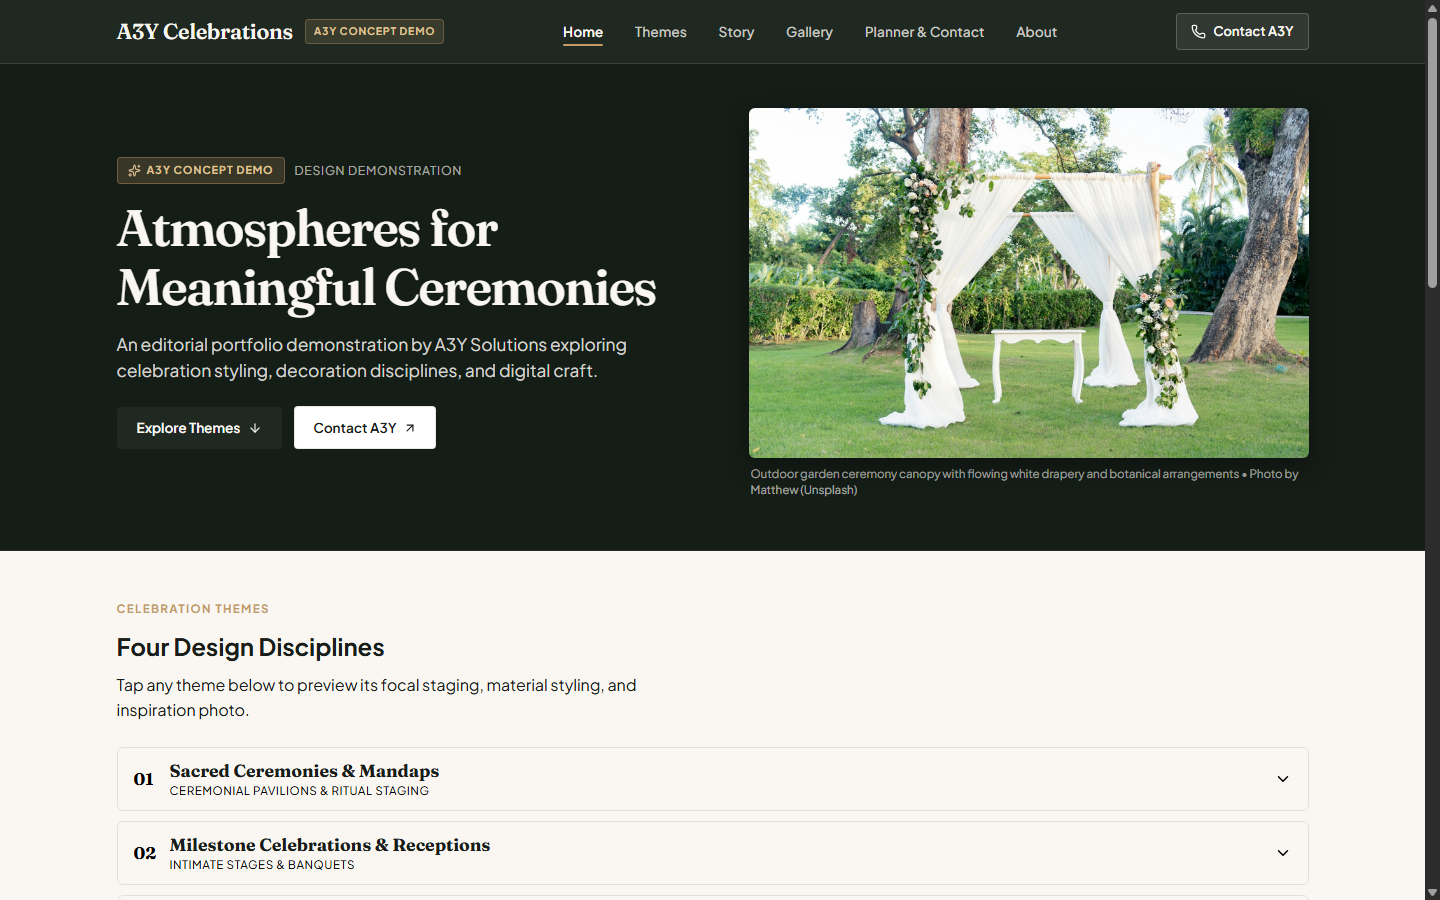 A3Y Celebrations
A3Y CONCEPT DEMO
Home
Themes
Story
Gallery
Planner & Contact
About
Contact A3Y
A3Y CONCEPT DEMO
DESIGN DEMONSTRATION
Atmospheres for
Meaningful Ceremonies
An editorial portfolio demonstration by A3Y Solutions exploring
celebration styling, decoration disciplines, and digital craft.
Explore Themes
Contact A3Y
Outdoor garden ceremony canopy with flowing white drapery and botanical arrangements • Photo by
Matthew (Unsplash)
CELEBRATION THEMES
Four Design Disciplines
Tap any theme below to preview its focal staging, material styling, and
inspiration photo.
01
Sacred Ceremonies & Mandaps
CEREMONIAL PAVILIONS & RITUAL STAGING
02
Milestone Celebrations & Receptions
INTIMATE STAGES & BANQUETS